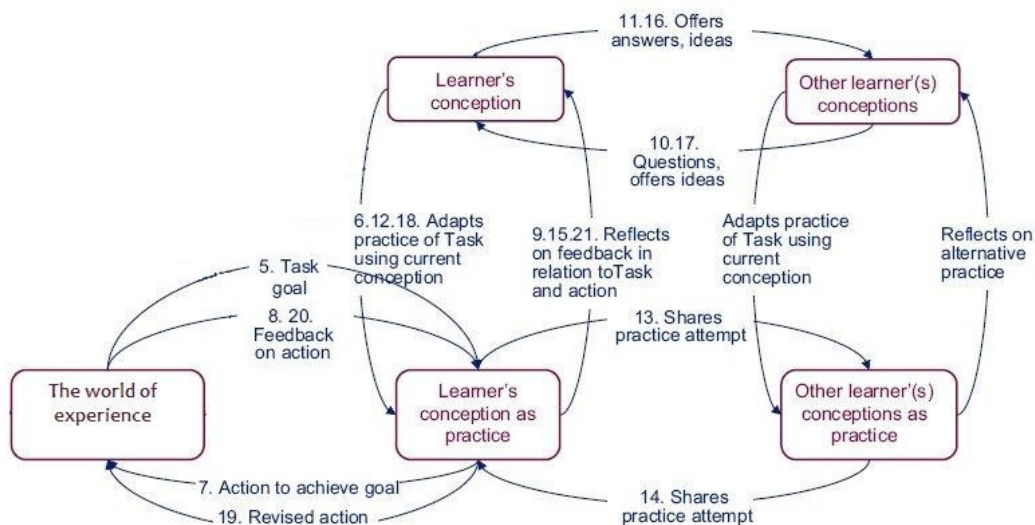 11.16. Offers
answers, ideas
Learner's
conception
Other learner'(s)
conceptions
10.17.
Questions,
offers ideas
6.12.18. Adapts
practice of Task
using current
conception
9.15.21. Reflects
on feedback in
relation toTask
and action
Adapts practice
of Task using
current
conception
Reflects on
alternative
practice
5. Task
goal
8. 20.
Feedback
on action
13. Shares
practice attempt
The world of
experience
Learner's
conception as
practice
Other learner'(s)
conceptions as
practice
7. Action to achieve goal
19. Revised action
14. Shares
practice attempt